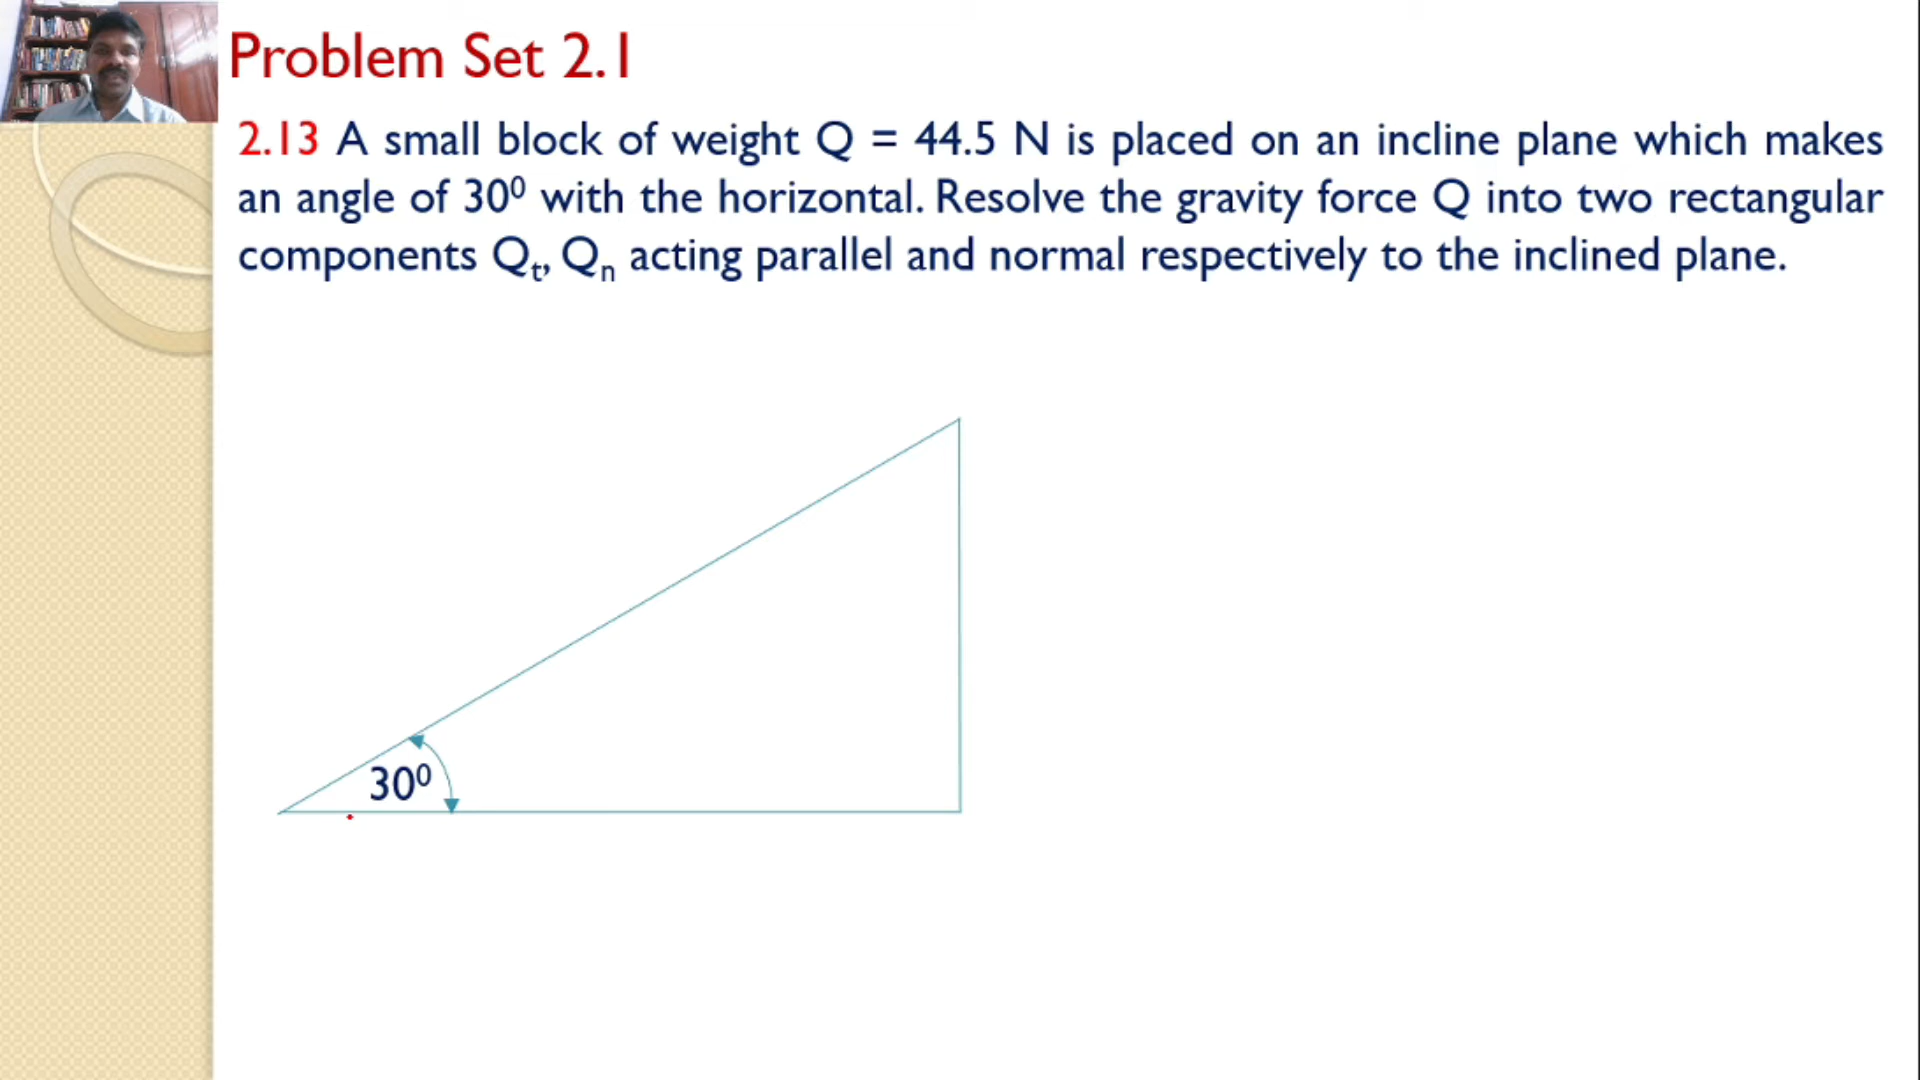 Problem Set 2.1
2.13 A small block of weight Q = 44.5 N is placed on an incline plane which makes
an angle of 30⁰ with the horizontal. Resolve the gravity force Q into two rectangular
components Qₜ, Qₙ acting parallel and normal respectively to the inclined plane.
30⁰